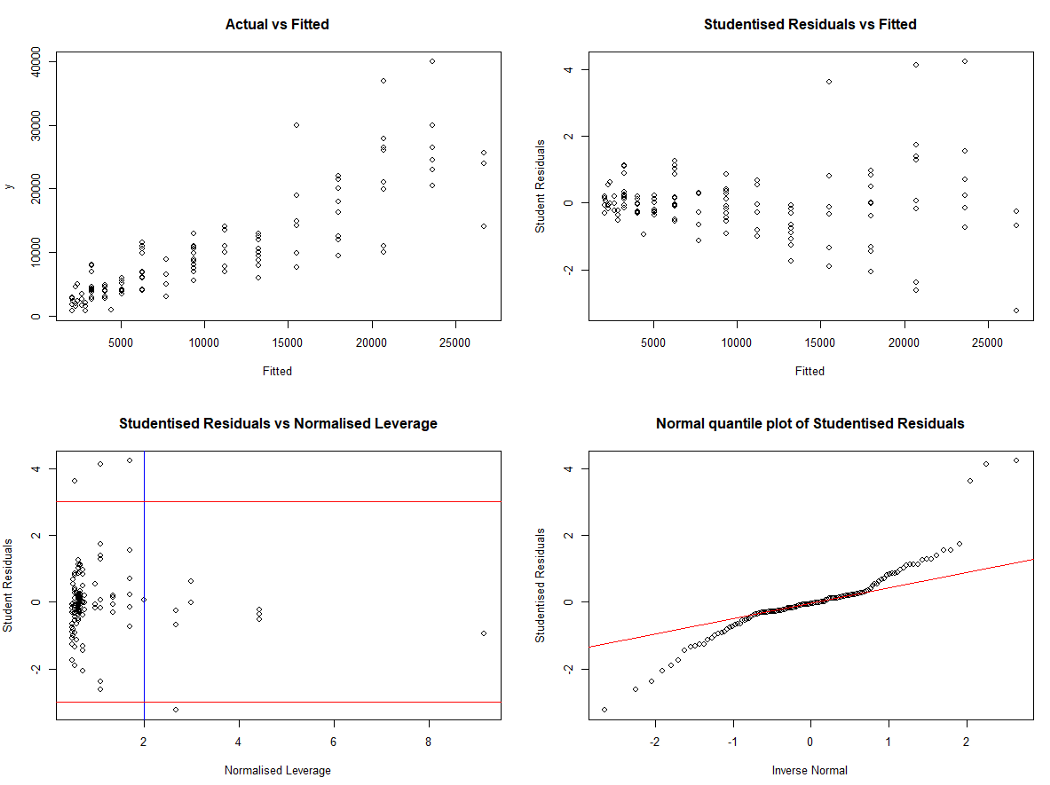 Actual vs Fitted
y
40000
30000
20000
10000
0
5000 10000 15000 20000 25000
Fitted
Studentised Residuals vs Fitted
Student Residuals
4
2
0
-2
5000 10000 15000 20000 25000
Fitted
Studentised Residuals vs Normalised Leverage
Student Residuals
4
2
0
-2
2 4 6 8
Normalised Leverage
Normal quantile plot of Studentised Residuals
Studentised Residuals
4
2
0
-2
-2 -1 0 1 2
Inverse Normal